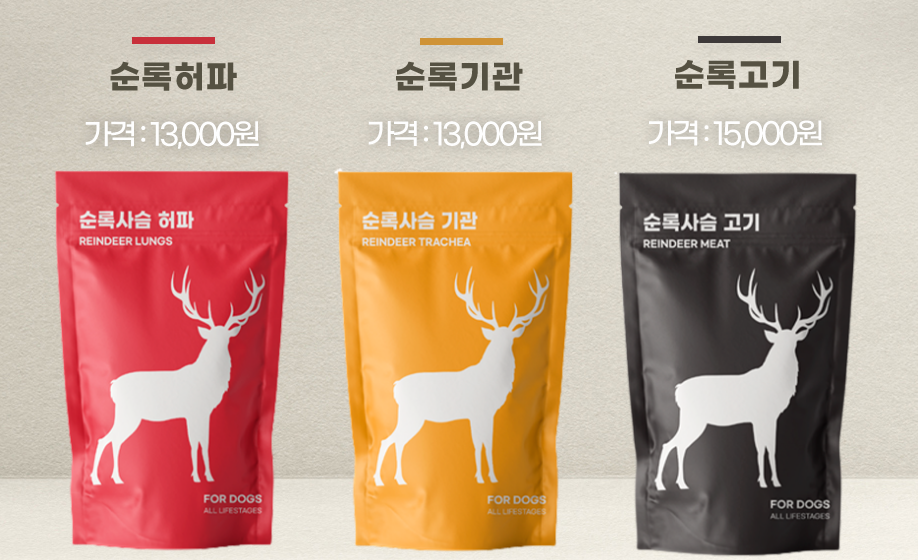 순록허파
가격 : 13,000원
순록사슴 허파
REINDEER LUNGS
FOR DOGS
ALL LIFESTAGES
순록기관
가격 : 13,000원
순록사슴 기관
REINDEER TRACHEA
FOR DOGS
ALL LIFESTAGES
순록고기
가격 : 15,000원
순록사슴 고기
REINDEER MEAT
FOR DOGS
ALL LIFESTAGES